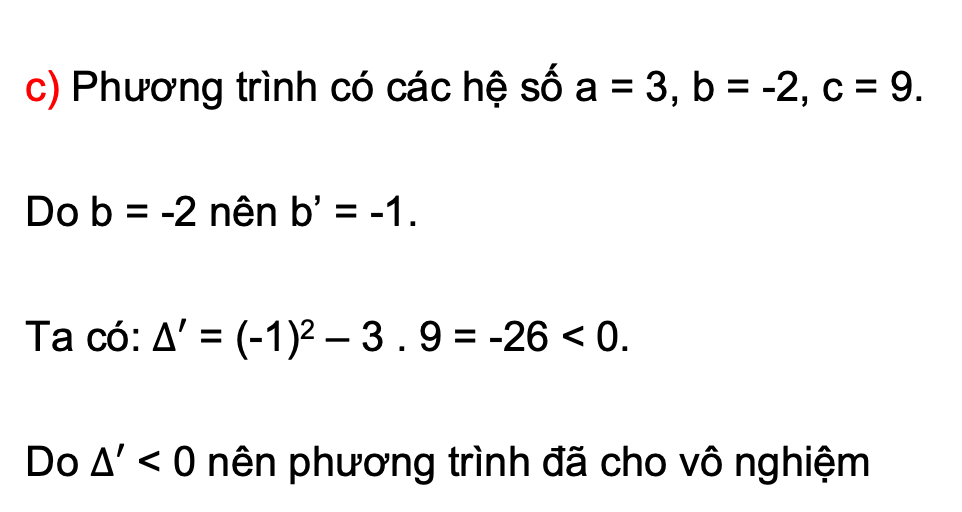 c) Phương trình có các hệ số a = 3, b = -2, c = 9.
Do b = -2 nên b’ = -1.
Ta có: Δ′ = (-1)² – 3 . 9 = -26 < 0.
Do Δ′ < 0 nên phương trình đã cho vô nghiệm